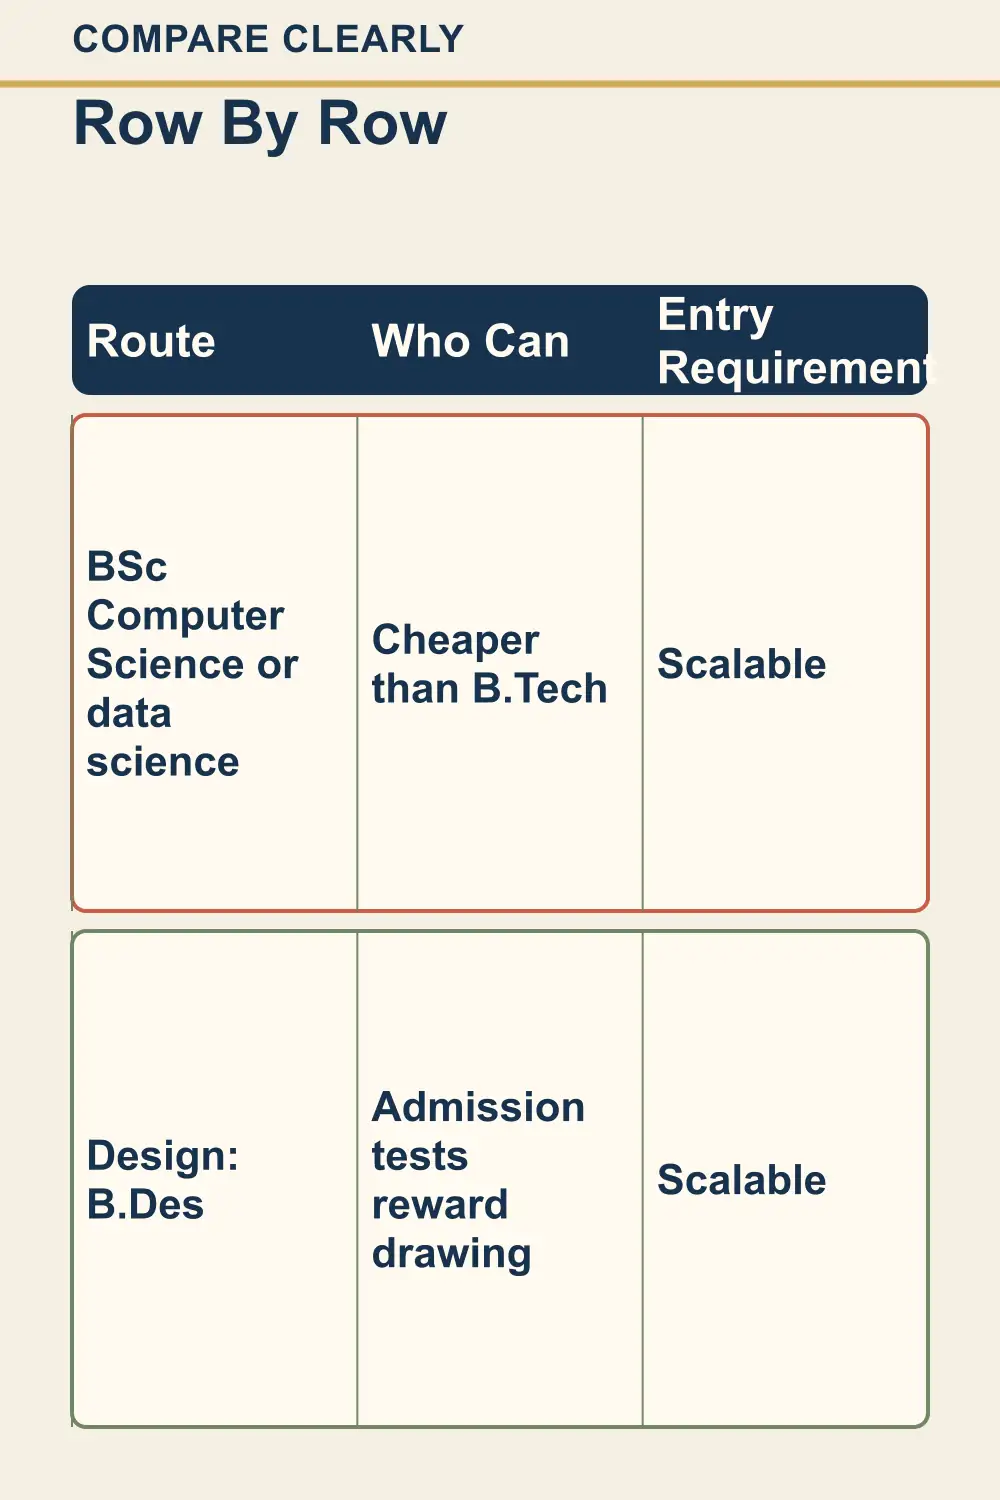 COMPARE CLEARLY
Row By Row
Route
Who Can
Entry
Requirement
BSc
Computer
Science or
data
science
Cheaper
than B.Tech
Scalable
Design:
B.Des
Admission
tests
reward
drawing
Scalable